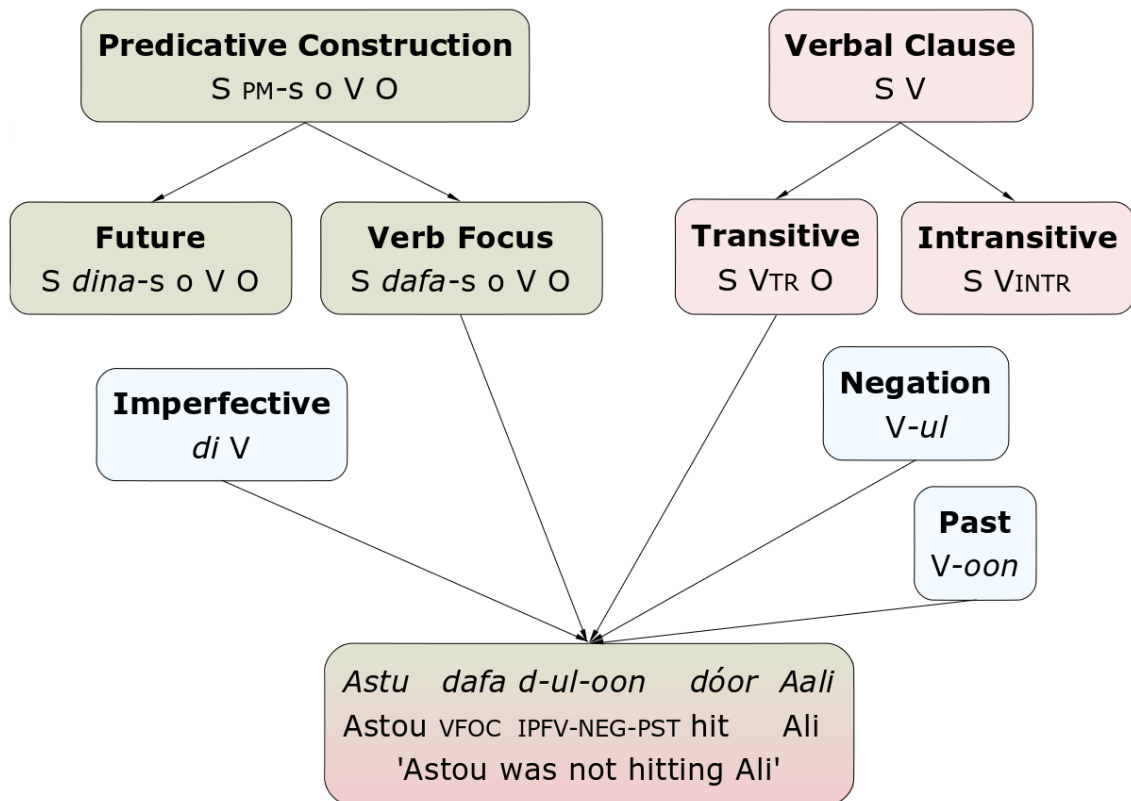 Predicative Construction
S PM-s o V O
Verbal Clause
S V
Future
S dina-s o V O
Verb Focus
S dafa-s o V O
Transitive
S VTR O
Intransitive
S VINTR
Imperfective
di V
Negation
V-ul
Past
V-oon
Astu dafa d-ul-oon dóor Aali
Astou VFOC IPFV-NEG-PST hit Ali
'Astou was not hitting Ali'